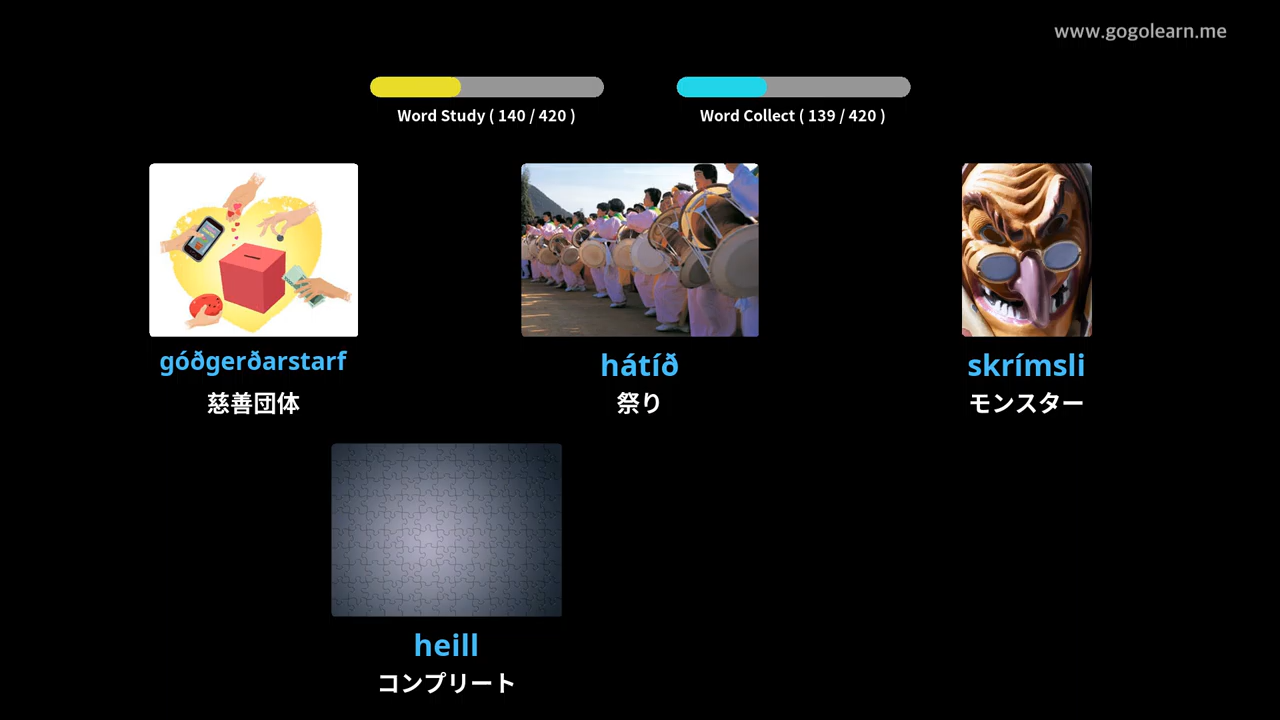 www.gogolearn.me
Word Study ( 140 / 420 )
Word Collect ( 139 / 420 )
góðgerðarstarf
慈善団体
hátíð
祭り
skrímsli
モンスター
heill
コンプリート